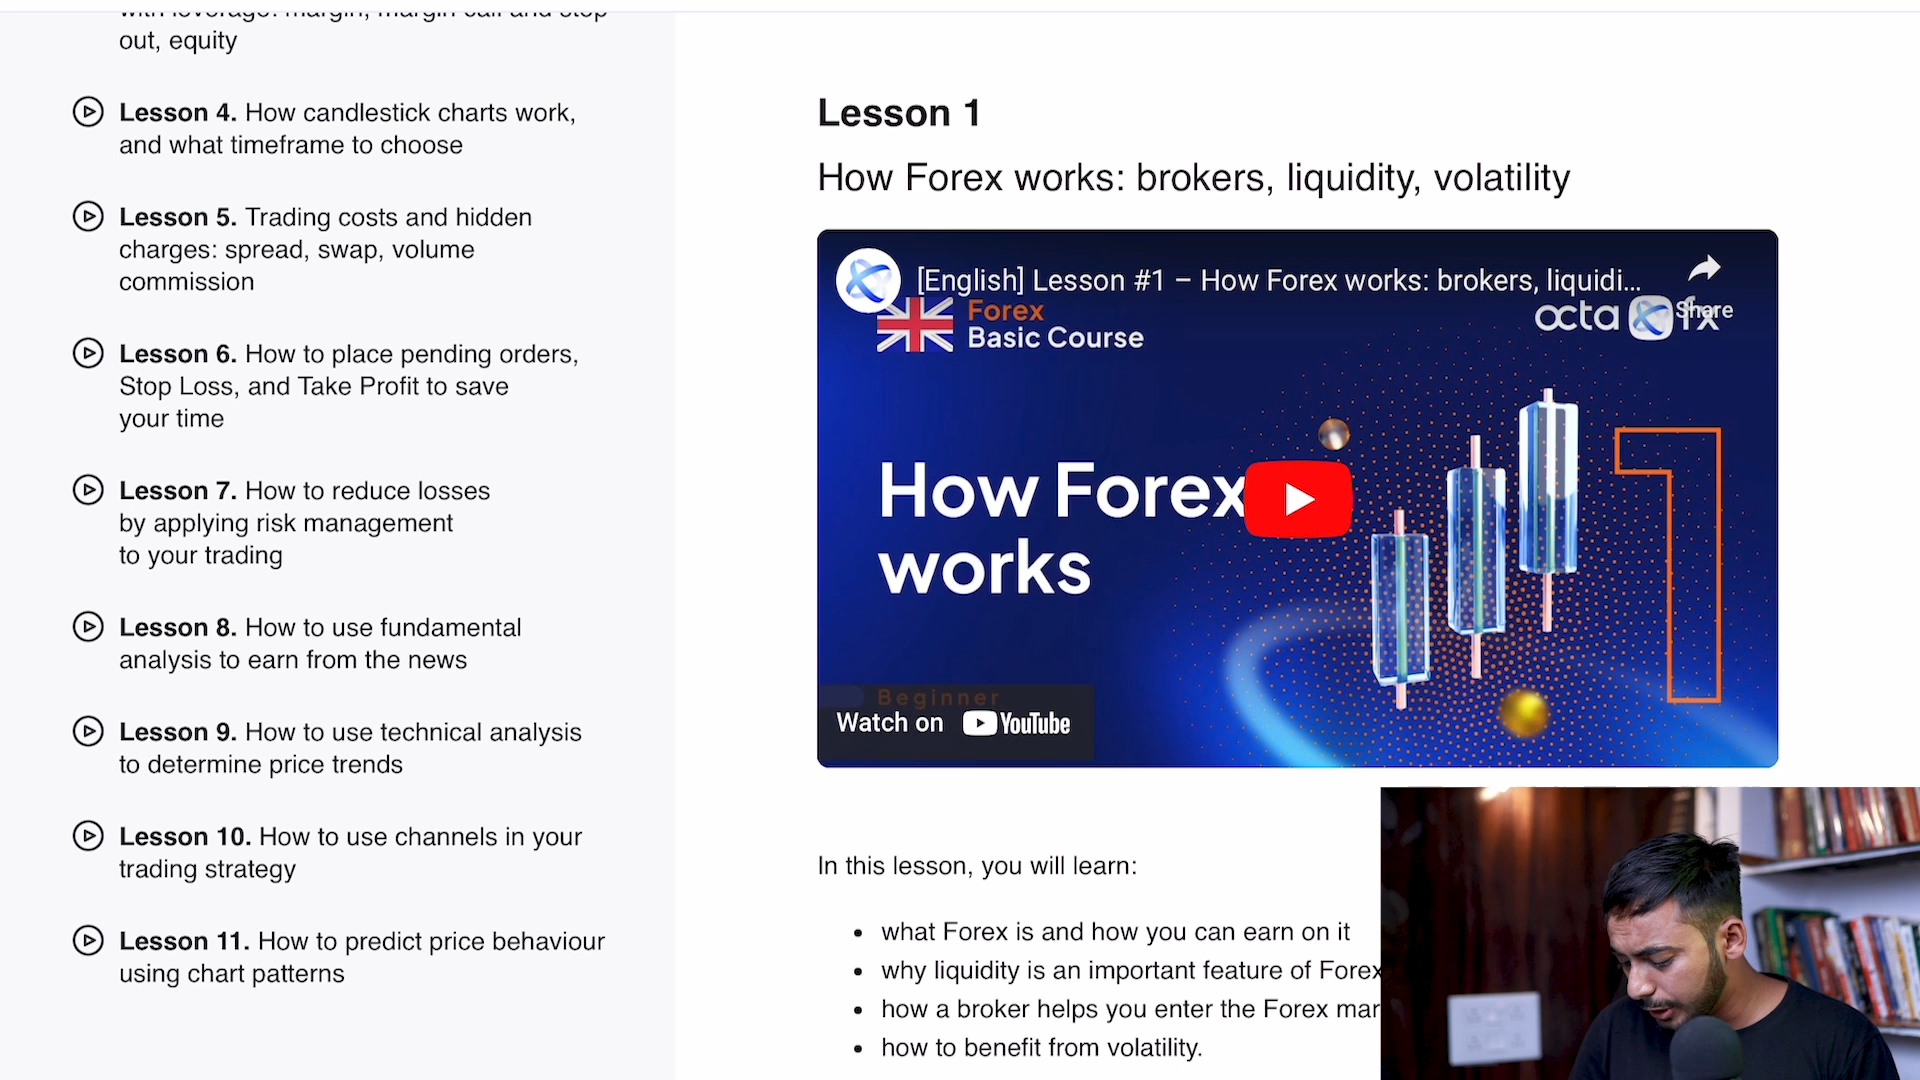 with leverage: margin, margin call and stop
out, equity
Lesson 4. How candlestick charts work,
and what timeframe to choose
Lesson 5. Trading costs and hidden
charges: spread, swap, volume
commission
Lesson 6. How to place pending orders,
Stop Loss, and Take Profit to save
your time
Lesson 7. How to reduce losses
by applying risk management
to your trading
Lesson 8. How to use fundamental
analysis to earn from the news
Lesson 9. How to use technical analysis
to determine price trends
Lesson 10. How to use channels in your
trading strategy
Lesson 11. How to predict price behaviour
using chart patterns
Lesson 1
How Forex works: brokers, liquidity, volatility
[English] Lesson #1 – How Forex works: brokers, liquidi...
Share
Forex
Basic Course
octa fx
How Forex
works
1
Beginner
Watch on YouTube
In this lesson, you will learn:
• what Forex is and how you can earn on it
• why liquidity is an important feature of Forex
• how a broker helps you enter the Forex mar
• how to benefit from volatility.